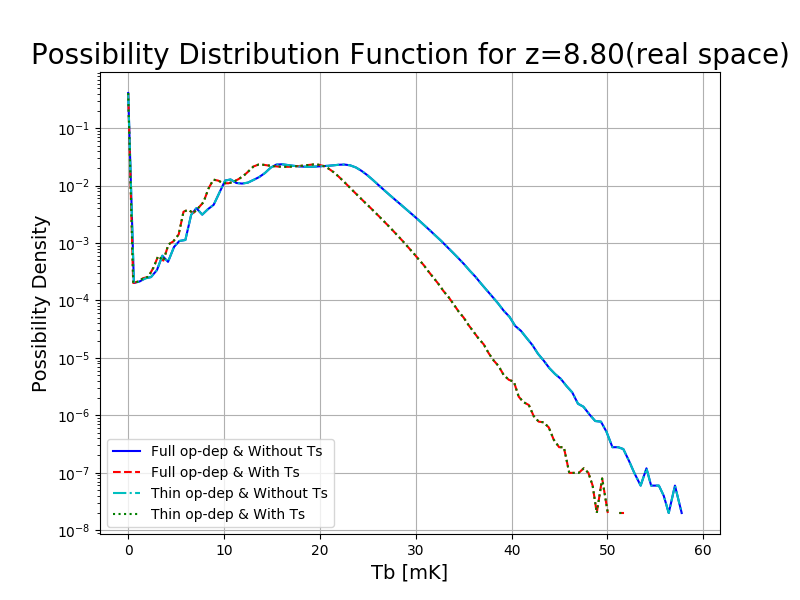 Possibility Distribution Function for z=8.80(real space)
Possibility Density
10⁻¹
10⁻²
10⁻³
10⁻⁴
10⁻⁵
10⁻⁶
10⁻⁷
10⁻⁸
Full op-dep & Without Ts
Full op-dep & With Ts
Thin op-dep & Without Ts
Thin op-dep & With Ts
0 10 20 30 40 50 60
Tb [mK]